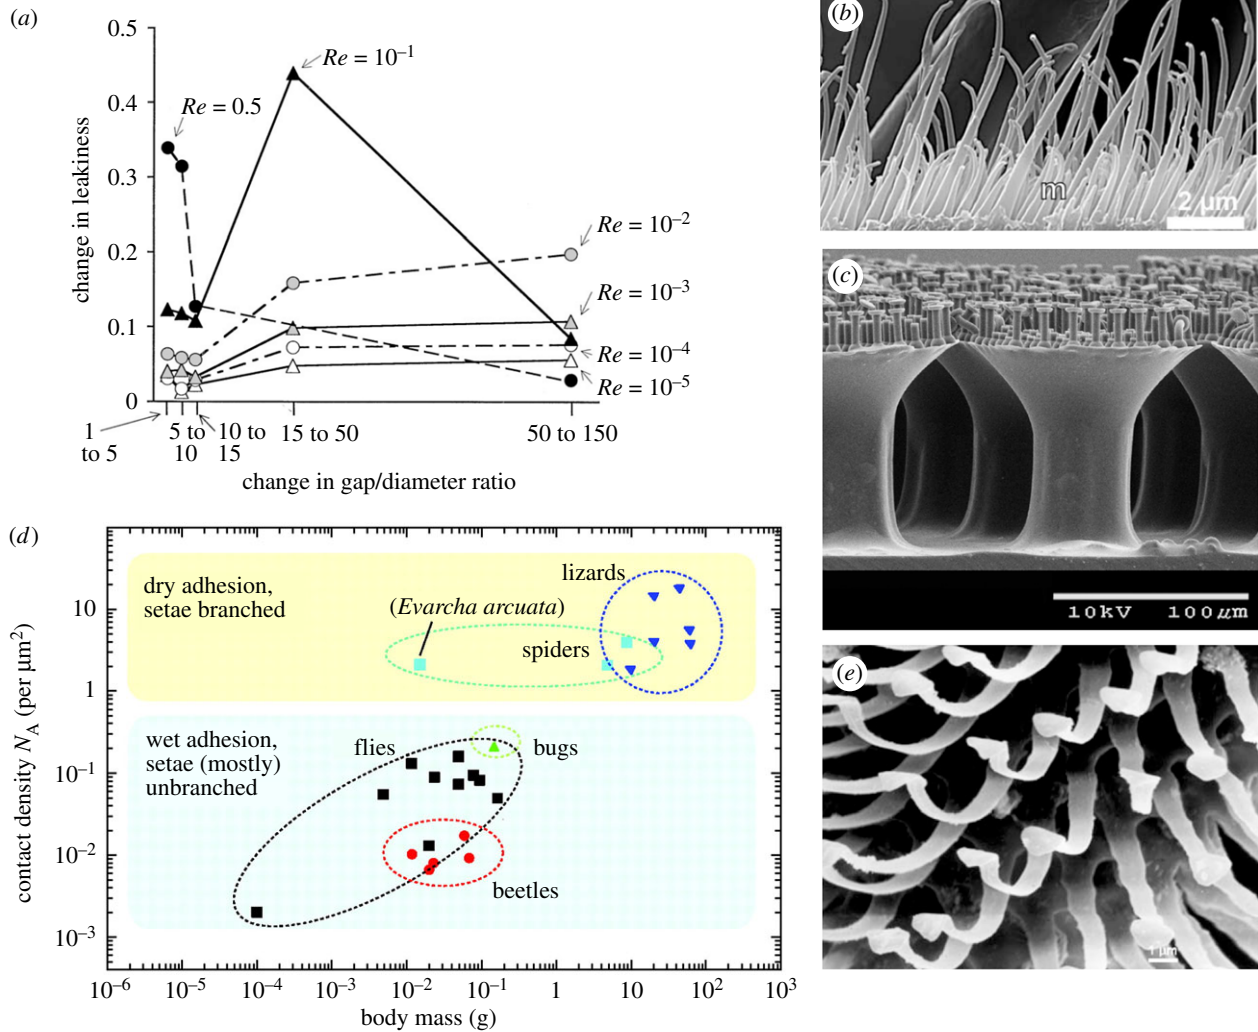 (a)
0.5
0.4
0.3
0.2
0.1
0
change in leakiness
Re = 0.5
Re = 10⁻¹
Re = 10⁻²
Re = 10⁻³
Re = 10⁻⁴
Re = 10⁻⁵
1
to 5
5 to
10
10 to
15
15 to 50
50 to 150
change in gap/diameter ratio
(b)
m
2 µm
(c)
10kV 100µm
(d)
dry adhesion,
setae branched
(Evarcha arcuata)
lizards
spiders
wet adhesion,
setae (mostly)
unbranched
flies
bugs
beetles
10
1
10⁻¹
10⁻²
10⁻³
contact density N_A (per µm²)
10⁻⁶ 10⁻⁵ 10⁻⁴ 10⁻³ 10⁻² 10⁻¹ 1 10 10² 10³
body mass (g)
(e)
1 µm